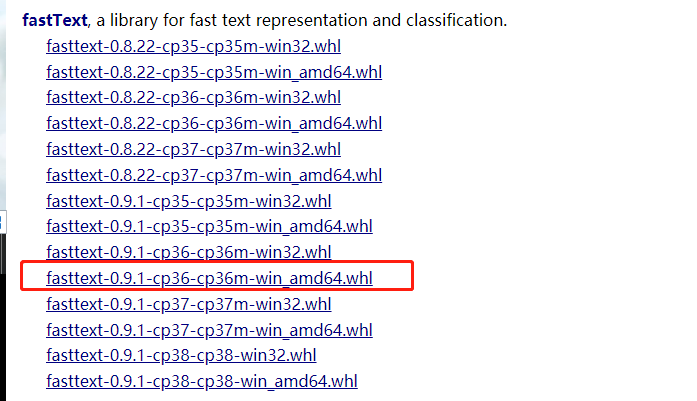 fastText, a library for fast text representation and classification.
fasttext-0.8.22-cp35-cp35m-win32.whl
fasttext-0.8.22-cp35-cp35m-win_amd64.whl
fasttext-0.8.22-cp36-cp36m-win32.whl
fasttext-0.8.22-cp36-cp36m-win_amd64.whl
fasttext-0.8.22-cp37-cp37m-win32.whl
fasttext-0.8.22-cp37-cp37m-win_amd64.whl
fasttext-0.9.1-cp35-cp35m-win32.whl
fasttext-0.9.1-cp35-cp35m-win_amd64.whl
fasttext-0.9.1-cp36-cp36m-win32.whl
fasttext-0.9.1-cp36-cp36m-win_amd64.whl
fasttext-0.9.1-cp37-cp37m-win32.whl
fasttext-0.9.1-cp37-cp37m-win_amd64.whl
fasttext-0.9.1-cp38-cp38-win32.whl
fasttext-0.9.1-cp38-cp38-win_amd64.whl